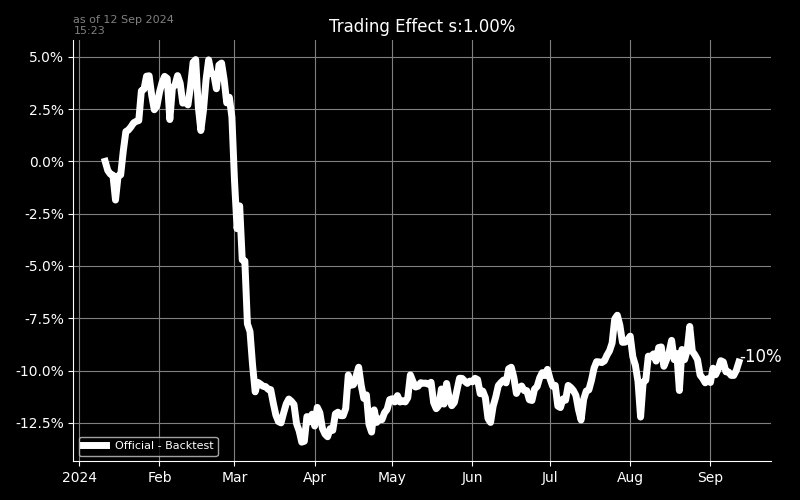 as of 12 Sep 2024
15:23
Trading Effect s:1.00%
5.0%
2.5%
0.0%
-2.5%
-5.0%
-7.5%
-10.0%
-12.5%
-10%
Official - Backtest
2024 Feb Mar Apr May Jun Jul Aug Sep